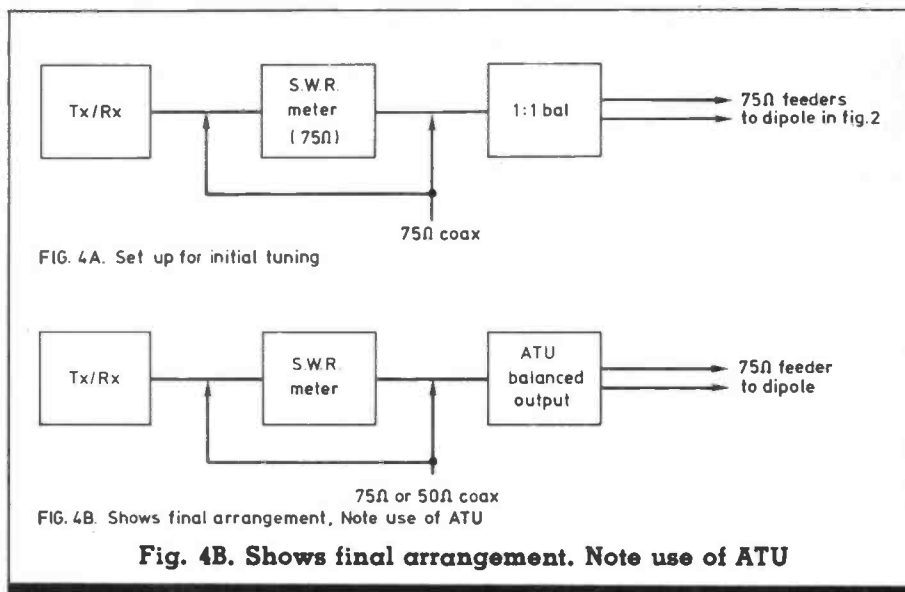 Tx/Rx
S.W.R.
meter
(75Ω)
1:1 bal
75Ω feeders
to dipole in fig.2
75Ω coax
FIG. 4A. Set up for initial tuning
Tx/Rx
S.W.R.
meter
ATU
balanced
output
75Ω feeder
to dipole
75Ω or 50Ω coax
FIG. 4B. Shows final arrangement, Note use of ATU
Fig. 4B. Shows final arrangement. Note use of ATU